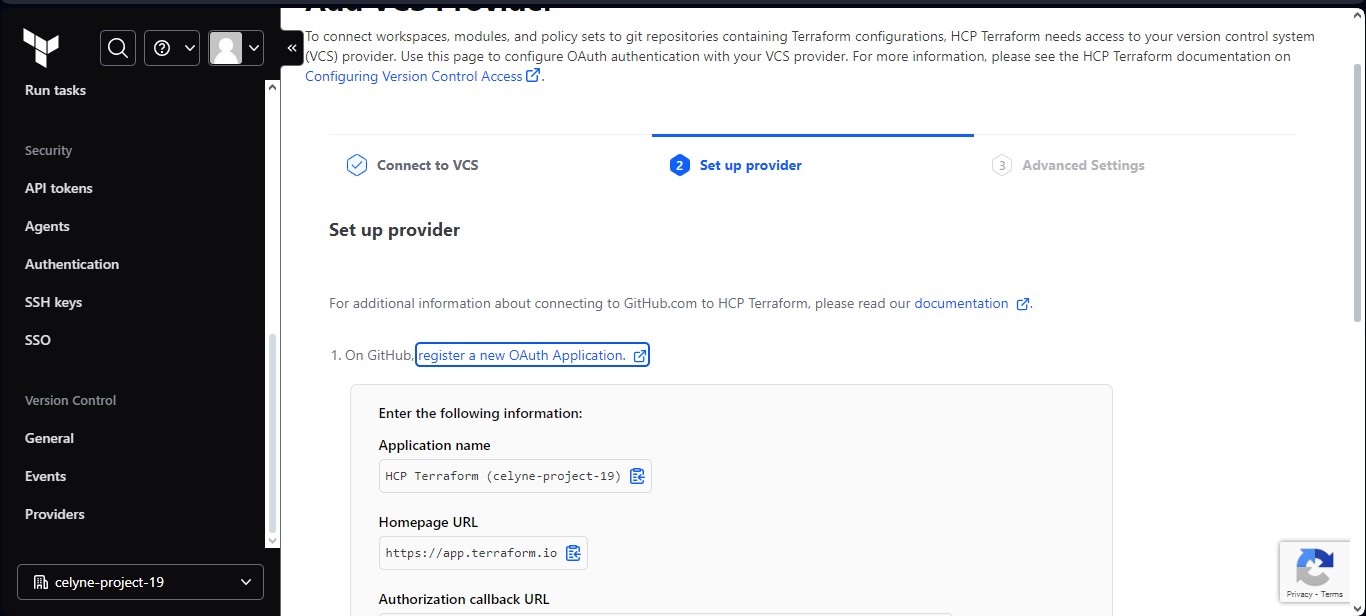 Add VCS Provider
To connect workspaces, modules, and policy sets to git repositories containing Terraform configurations, HCP Terraform needs access to your version control system
(VCS) provider. Use this page to configure OAuth authentication with your VCS provider. For more information, please see the HCP Terraform documentation on
Configuring Version Control Access.
Run tasks
Security
API tokens
Agents
Authentication
SSH keys
SSO
Version Control
General
Events
Providers
celyne-project-19
Connect to VCS
2 Set up provider
3 Advanced Settings
Set up provider
For additional information about connecting to GitHub.com to HCP Terraform, please read our documentation.
1. On GitHub, register a new OAuth Application.
Enter the following information:
Application name
HCP Terraform (celyne-project-19)
Homepage URL
https://app.terraform.io
Authorization callback URL
Privacy - Terms